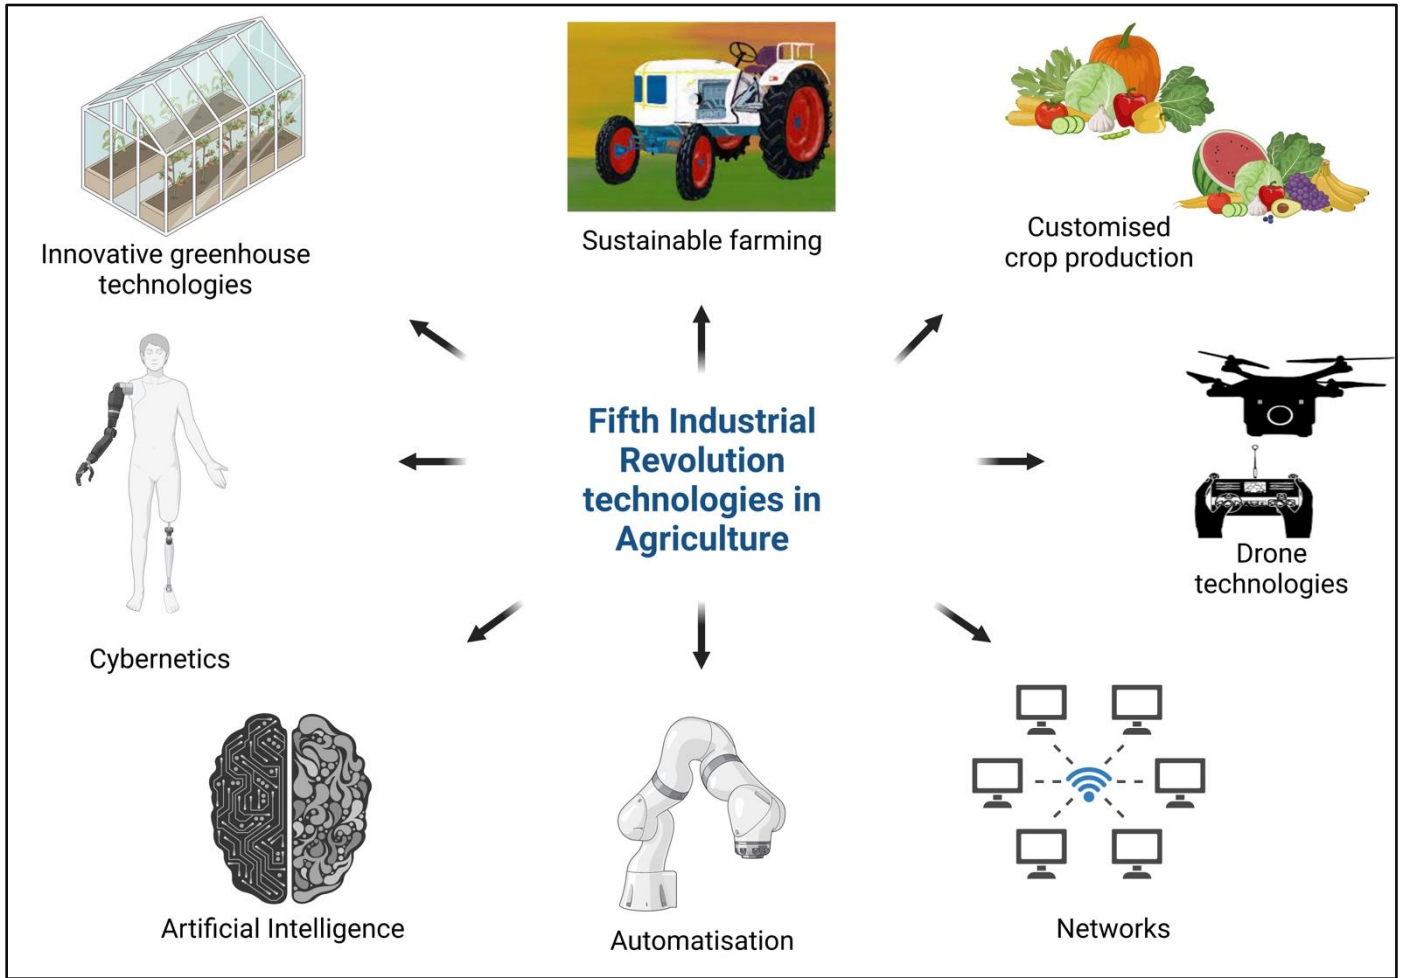 Innovative greenhouse
technologies
Sustainable farming
Customised
crop production
Fifth Industrial
Revolution
technologies in
Agriculture
Drone
technologies
Cybernetics
Artificial Intelligence
Automatisation
Networks